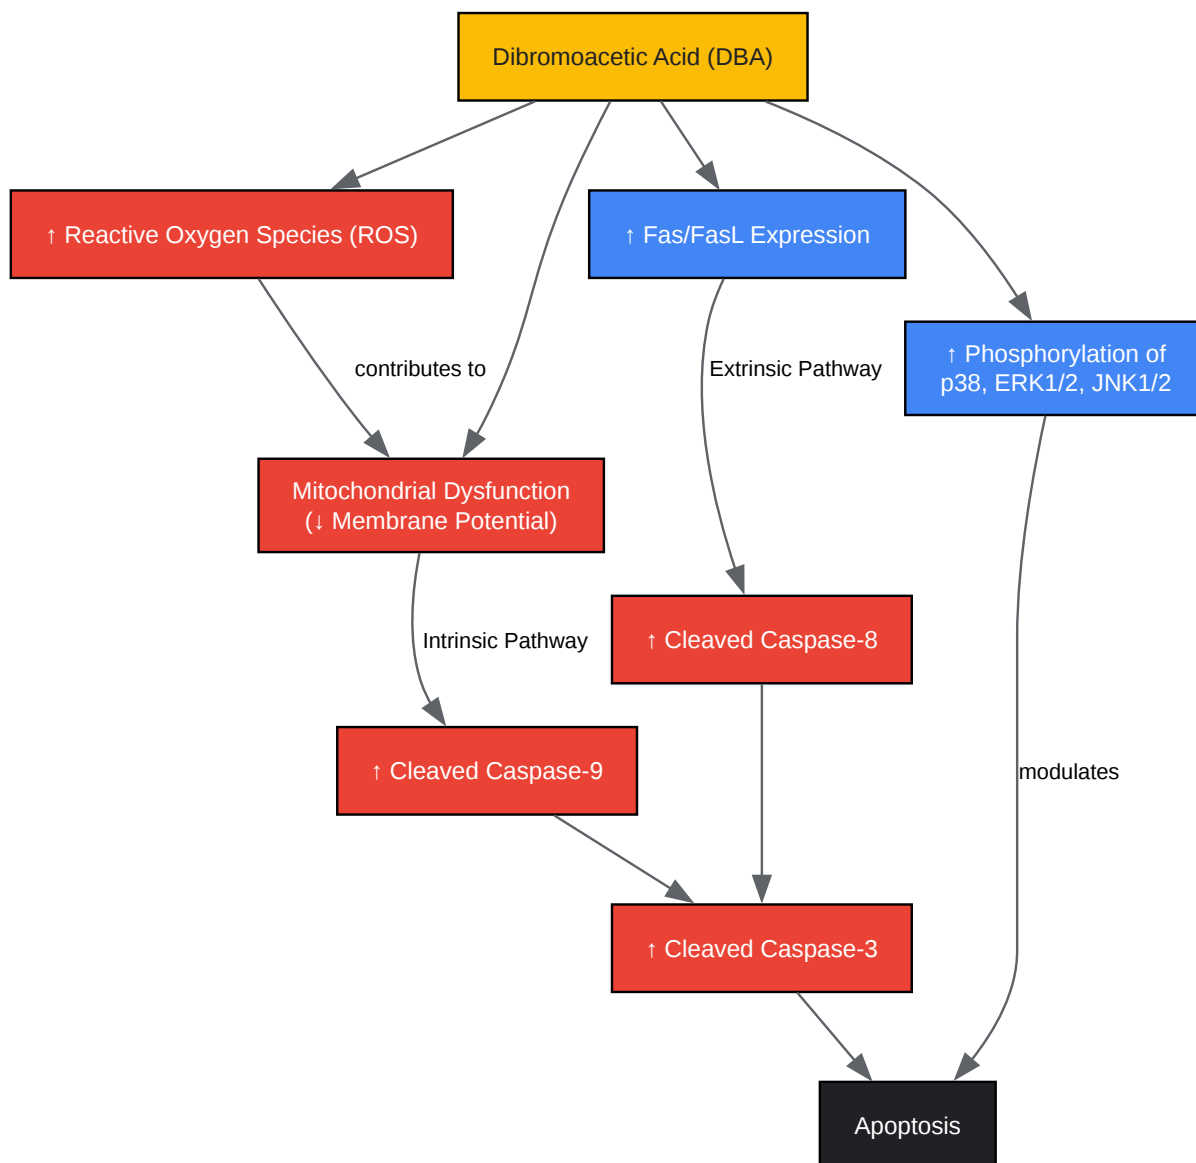 Dibromoacetic Acid (DBA)
↑ Reactive Oxygen Species (ROS)
↑ Fas/FasL Expression
↑ Phosphorylation of
p38, ERK1/2, JNK1/2
contributes to
Extrinsic Pathway
Mitochondrial Dysfunction
(↓ Membrane Potential)
Intrinsic Pathway
↑ Cleaved Caspase-8
↑ Cleaved Caspase-9
modulates
↑ Cleaved Caspase-3
Apoptosis